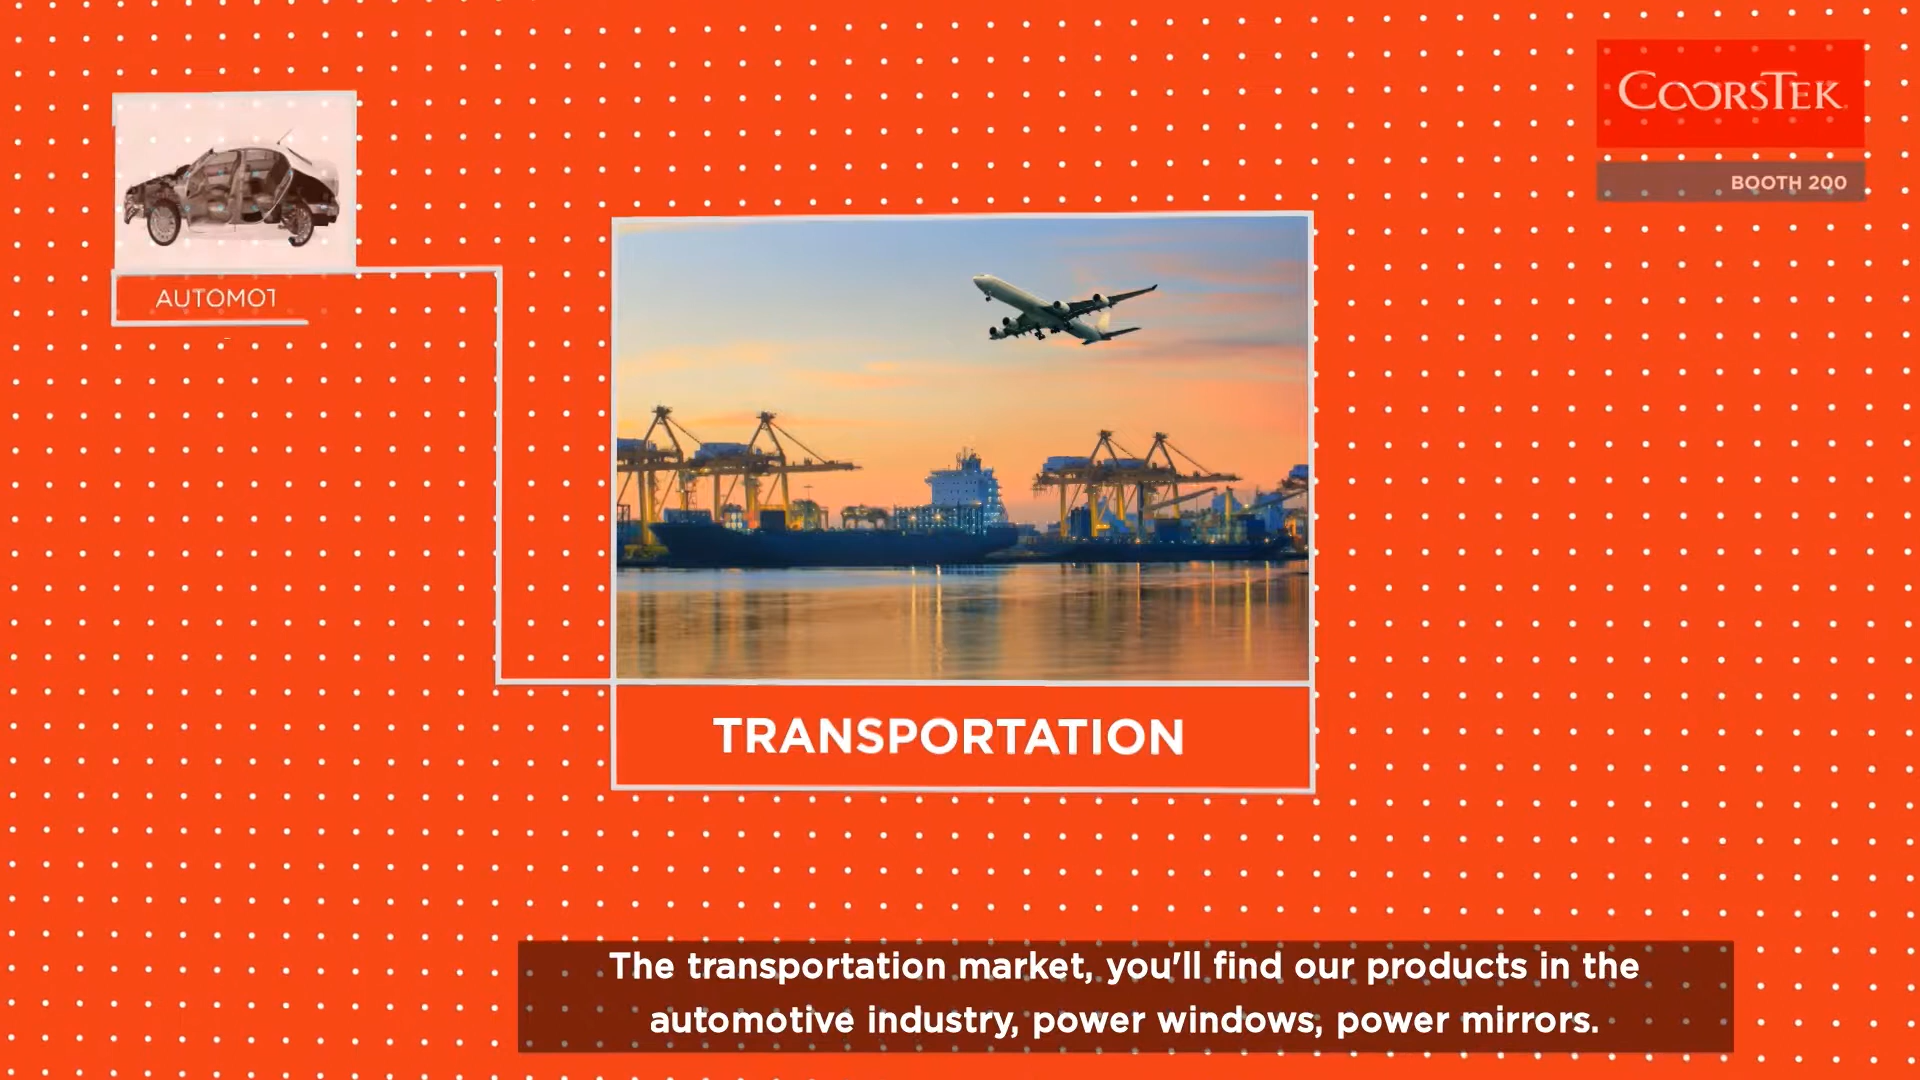 COORSTEK
BOOTH 200
AUTOMOT
TRANSPORTATION
The transportation market, you'll find our products in the
automotive industry, power windows, power mirrors.